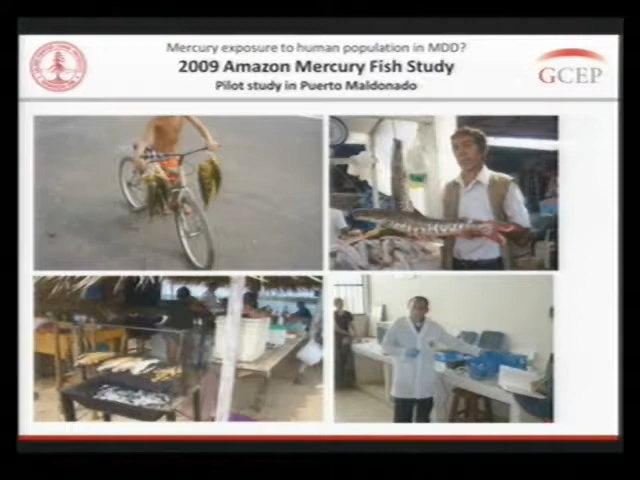 Mercury exposure to human population in MDD?
2009 Amazon Mercury Fish Study
Pilot study in Puerto Maldonado
GCEP